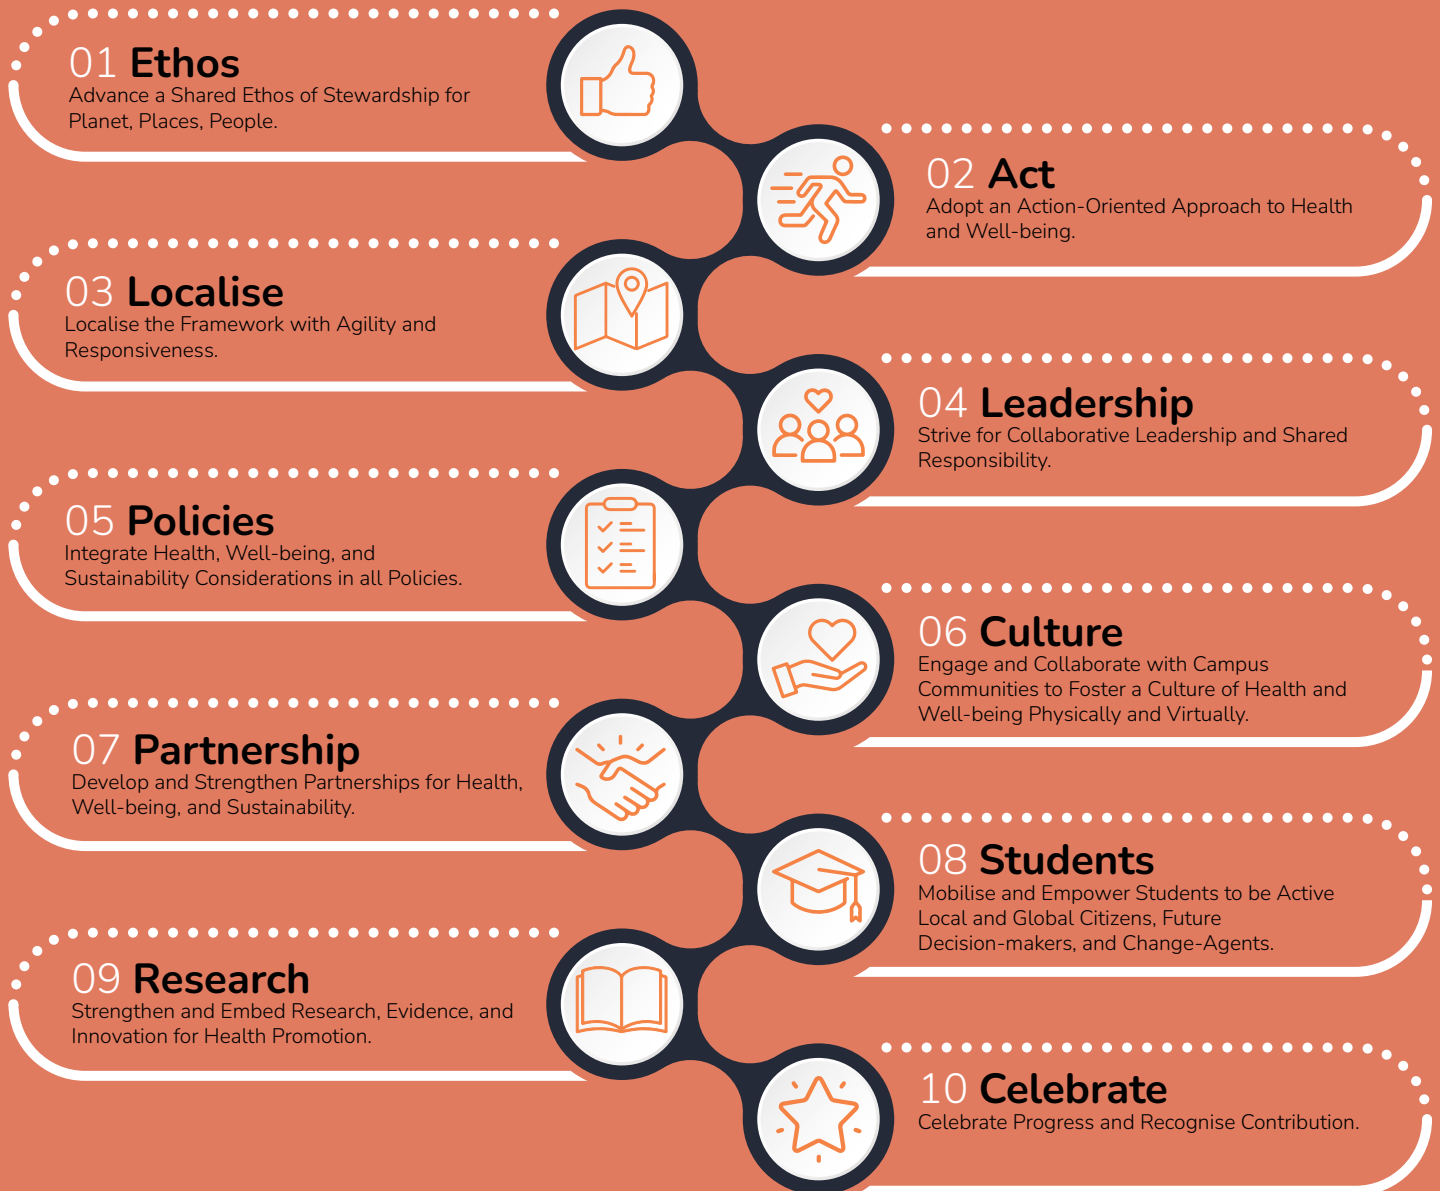 01 Ethos
Advance a Shared Ethos of Stewardship for
Planet, Places, People.
02 Act
Adopt an Action-Oriented Approach to Health
and Well-being.
03 Localise
Localise the Framework with Agility and
Responsiveness.
04 Leadership
Strive for Collaborative Leadership and Shared
Responsibility.
05 Policies
Integrate Health, Well-being, and
Sustainability Considerations in all Policies.
06 Culture
Engage and Collaborate with Campus
Communities to Foster a Culture of Health and
Well-being Physically and Virtually.
07 Partnership
Develop and Strengthen Partnerships for Health,
Well-being, and Sustainability.
08 Students
Mobilise and Empower Students to be Active
Local and Global Citizens, Future
Decision-makers, and Change-Agents.
09 Research
Strengthen and Embed Research, Evidence, and
Innovation for Health Promotion.
10 Celebrate
Celebrate Progress and Recognise Contribution.